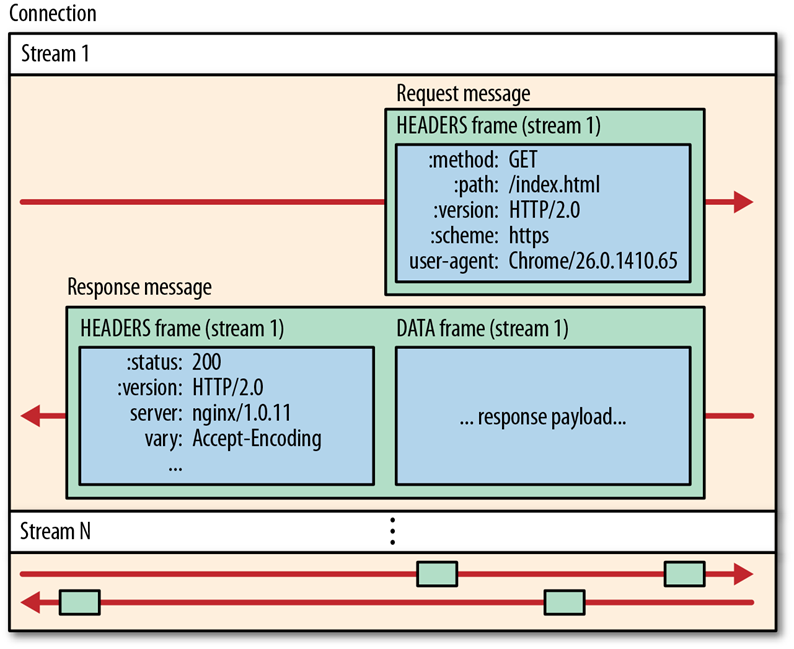 Connection
Stream 1
Request message
HEADERS frame (stream 1)
:method: GET
:path: /index.html
:version: HTTP/2.0
:scheme: https
user-agent: Chrome/26.0.1410.65
Response message
HEADERS frame (stream 1)
:status: 200
:version: HTTP/2.0
server: nginx/1.0.11
vary: Accept-Encoding
...
DATA frame (stream 1)
... response payload...
Stream N